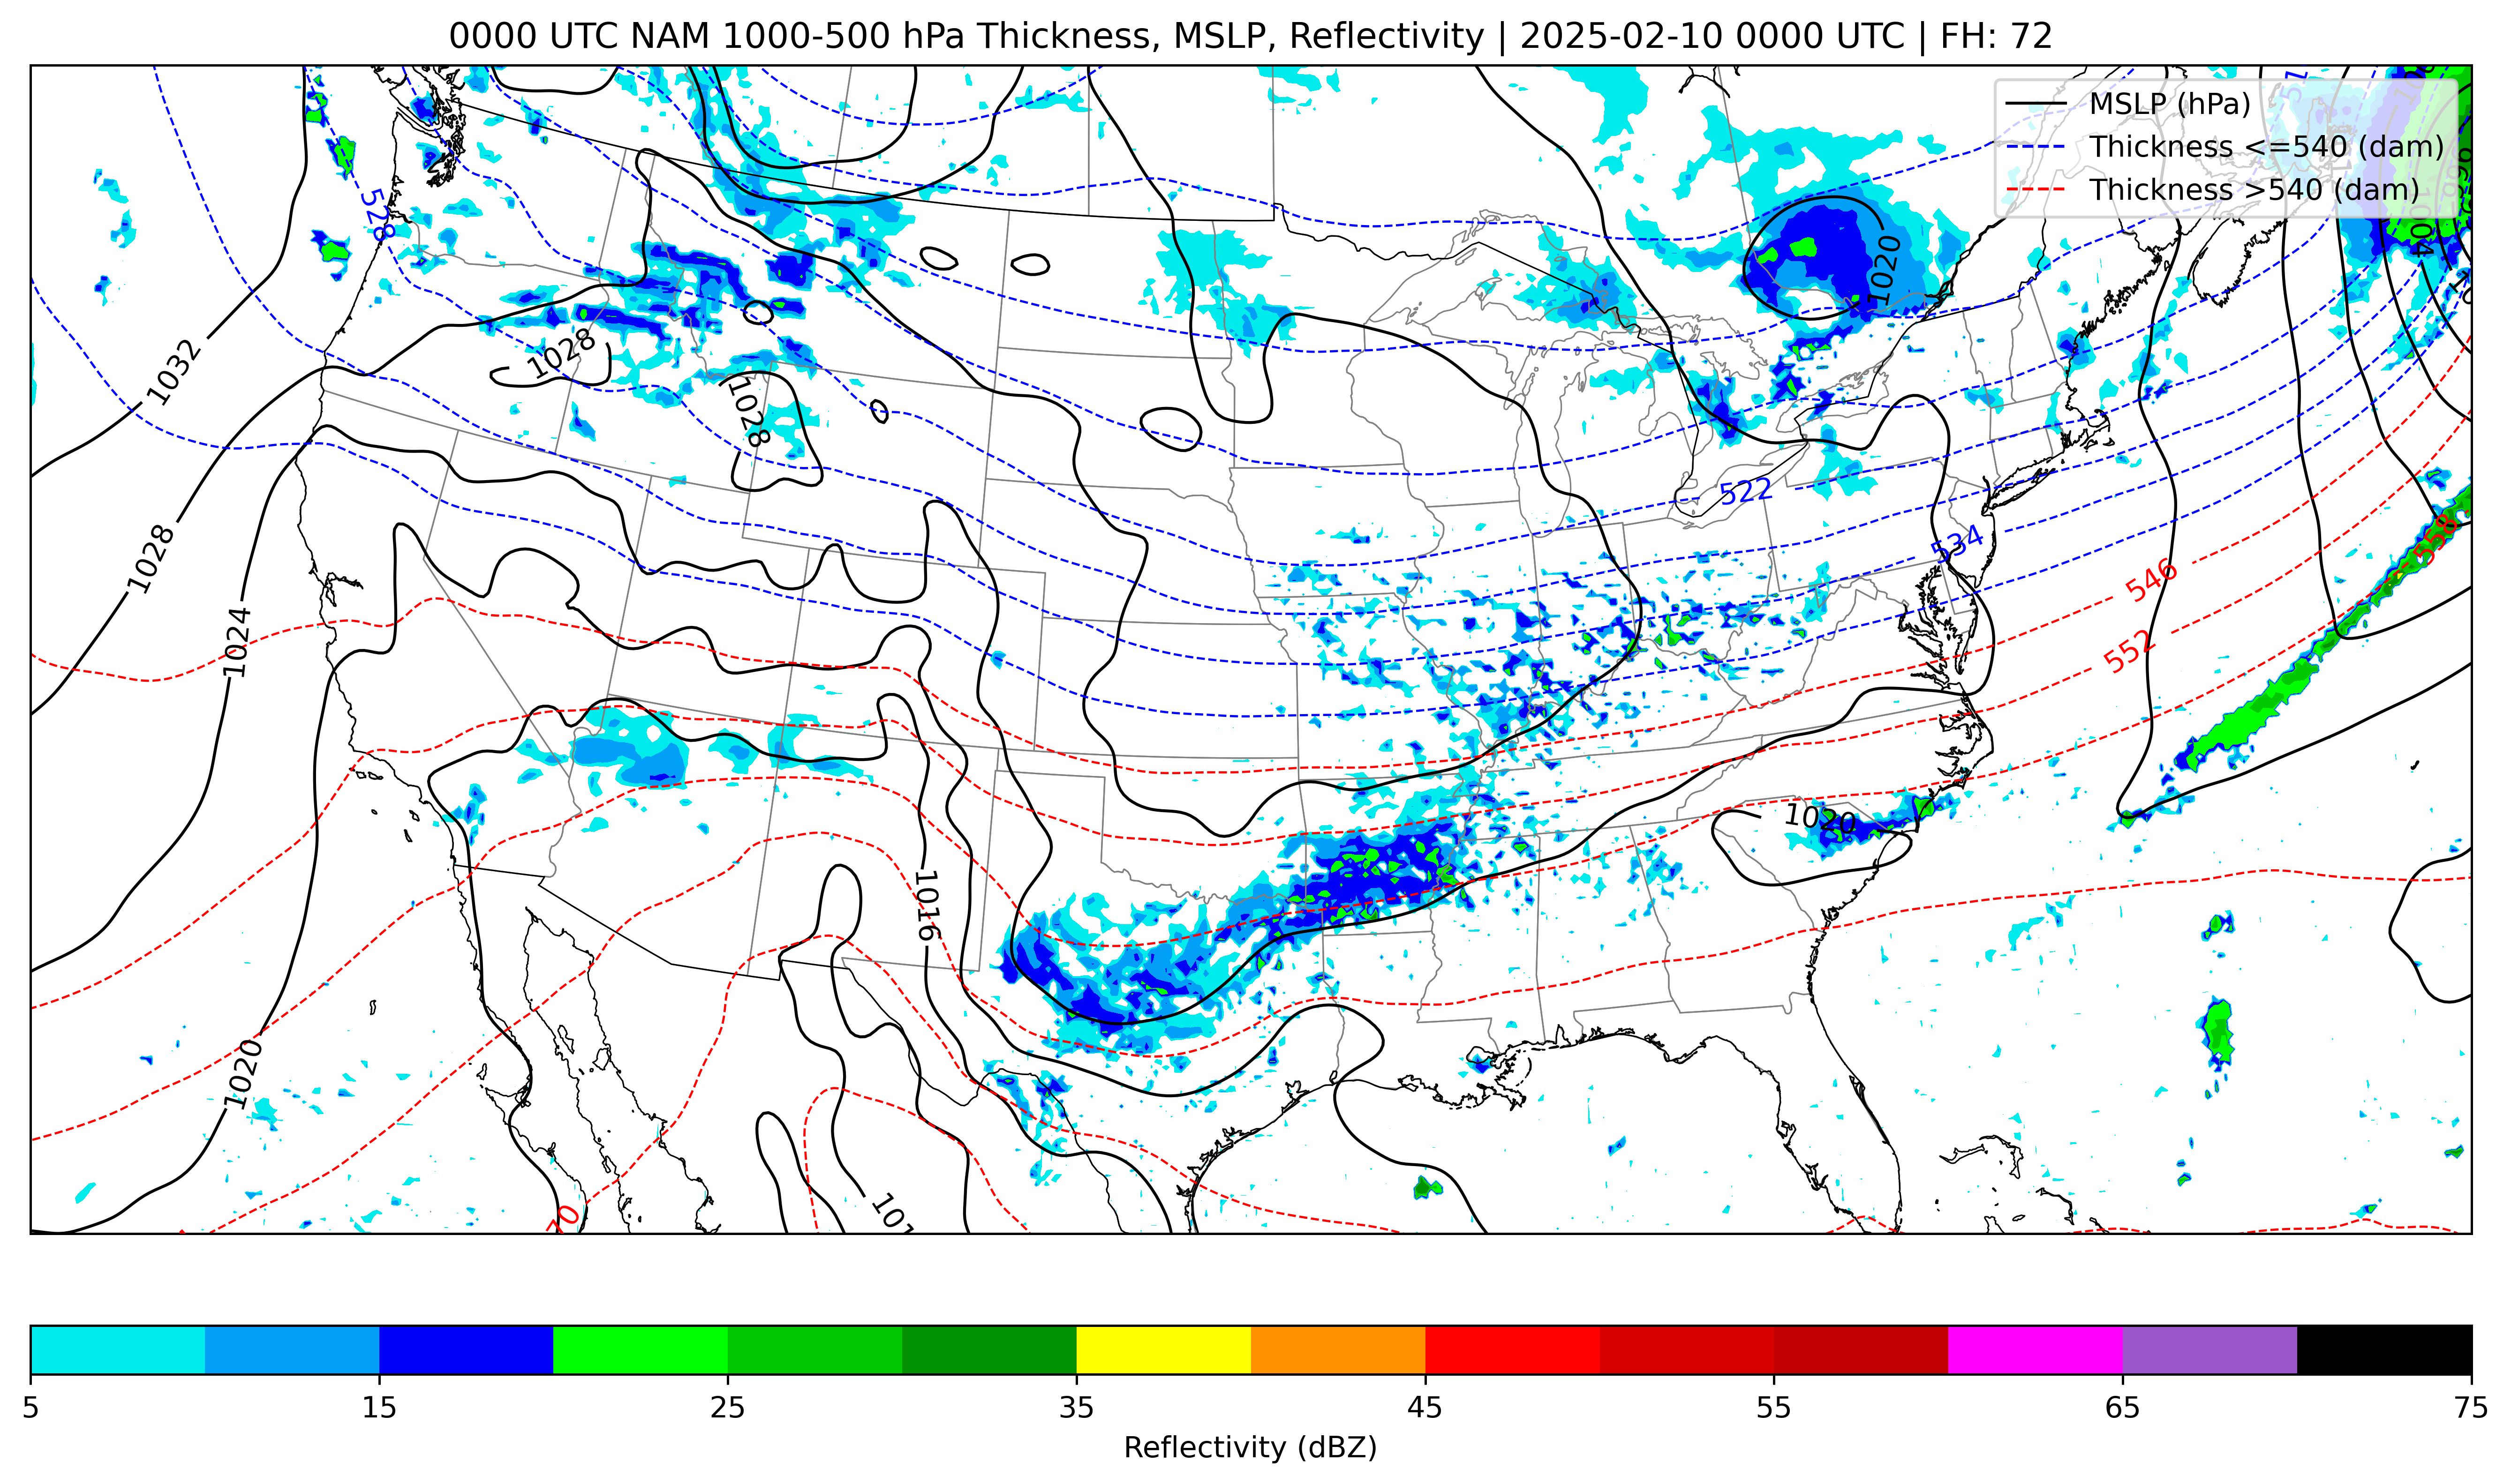 0000 UTC NAM 1000-500 hPa Thickness, MSLP, Reflectivity | 2025-02-10 0000 UTC | FH: 72
MSLP (hPa)
Thickness <=540 (dam)
Thickness >540 (dam)
528
1020
1004
1032
1028
1028
522
534
558
1028
546
1024
552
1020
1016
1020
5 15 25 35 45 55 65 75
Reflectivity (dBZ)